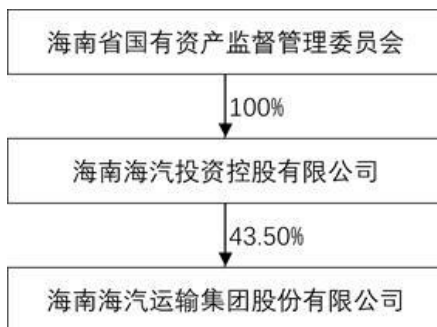 海南省国有资产监督管理委员会
100%
海南海汽投资控股有限公司
43.50%
海南海汽运输集团股份有限公司